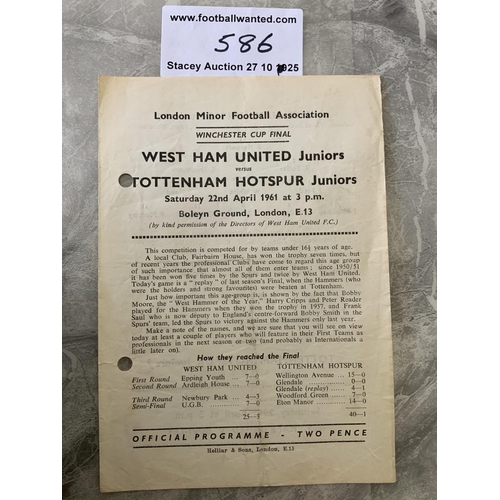 www.footballwanted.com
586
Stacey Auction 27 10 2025
London Minor Football Association
WINCHESTER CUP FINAL
WEST HAM UNITED Juniors
versus
TOTTENHAM HOTSPUR Juniors
Saturday 22nd April 1961 at 3 p.m.
Boleyn Ground, London, E.13
(by kind permission of the Directors of West Ham United F.C.)
This competition is competed for by teams under 16½ years of age.
A local Club, Fairbairn House, has won the trophy seven times, but
of recent years the professional Clubs have come to regard this age group
of such importance that almost all of them enter teams; since 1950/51
it has been won five times by the Spurs and twice by West Ham United.
Today's game is a "replay" of last season's Final, when the Hammers (who
were the holders and strong favourites) were beaten at Tottenham.
Just how important this age-group is, is shown by the fact that Bobby
Moore, the "West Hammer of the Year," Harry Cripps and Peter Reader
played for the Hammers when they won the trophy in 1957, and Frank
Saul who is now deputy to England's centre-forward Bobby Smith in the
Spurs' team, led the Spurs to victory against the Hammers only last year.
Make a note of the names, and we are sure that you will see on view
today at least a couple of players who will feature in their First Teams as
professionals in the next season or two (and probably as Internationals a
little later on).
How they reached the Final
WEST HAM UNITED TOTTENHAM HOTSPUR
First Round Epping Youth ... 7—0 Wellington Avenue ... 15—0
Second Round Ardleigh House ... 7—0 Glendale ... 0—0
Glendale (replay) ... 4—1
Third Round Newbury Park ... 4—3 Woodford Green ... 7—0
Semi-Final U.G.B. ... 7—0 Eton Manor ... 14—0
25— 40—1
OFFICIAL PROGRAMME - TWO PENCE
Helliar & Sons, London, E.13